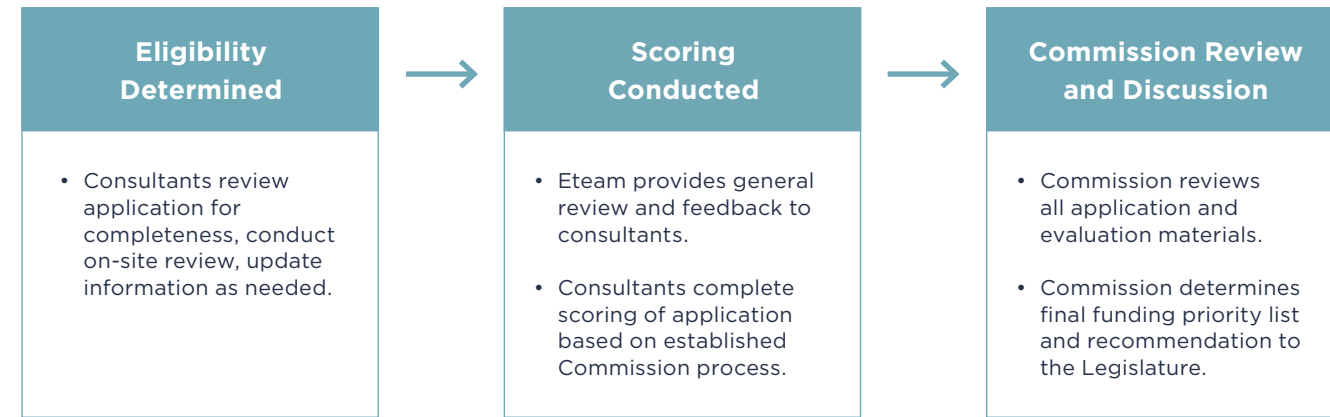 Eligibility
Determined
• Consultants review
application for
completeness, conduct
on-site review, update
information as needed.
Scoring
Conducted
• Eteam provides general
review and feedback to
consultants.
• Consultants complete
scoring of application
based on established
Commission process.
Commission Review
and Discussion
• Commission reviews
all application and
evaluation materials.
• Commission determines
final funding priority list
and recommendation to
the Legislature.